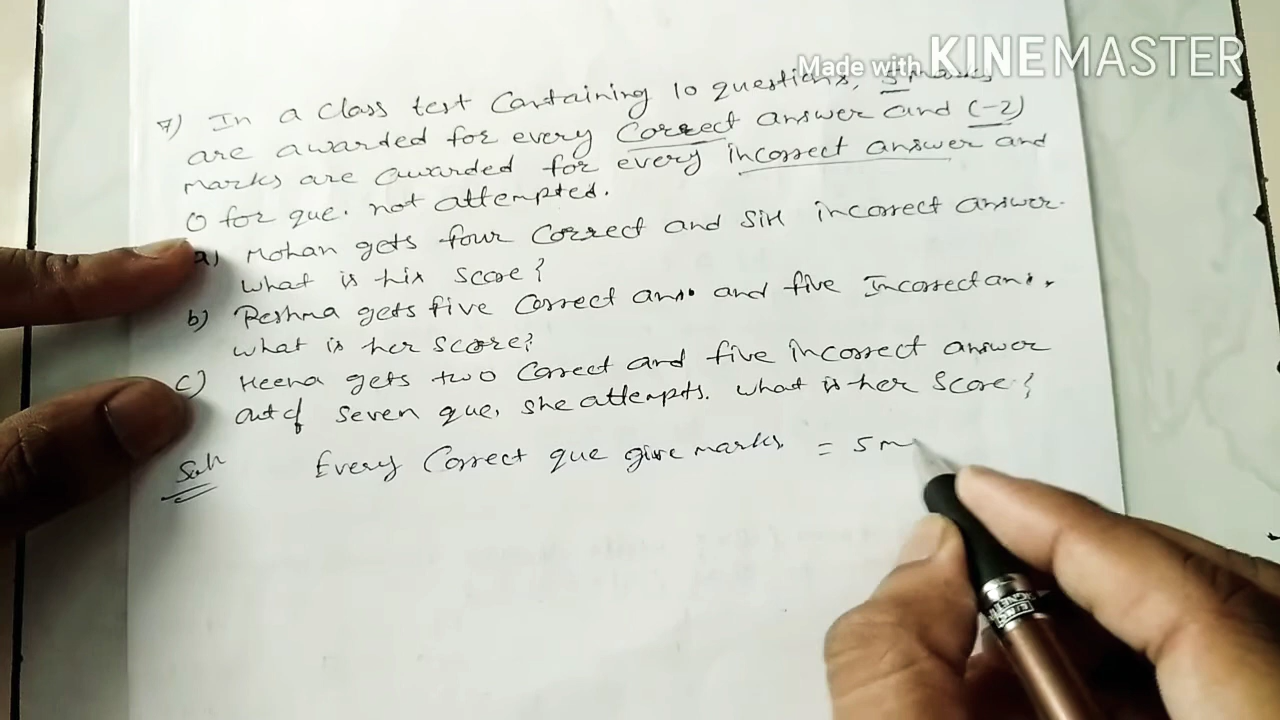 Made with KINEMASTER
7) In a class test Containing 10 questions, 5 marks
are awarded for every Correct answer and (-2)
marks are awarded for every incorrect answer and
0 for que. not attempted.
a) Mohan gets four Correct and six incorrect answer.
what is his score?
b) Reshma gets five Correct ans. and five Incorrect ans.
what is her score?
c) Heena gets two Correct and five incorrect answer
out of seven que. she attempts. what is her score?
Soln Every Correct que give marks = 5 m